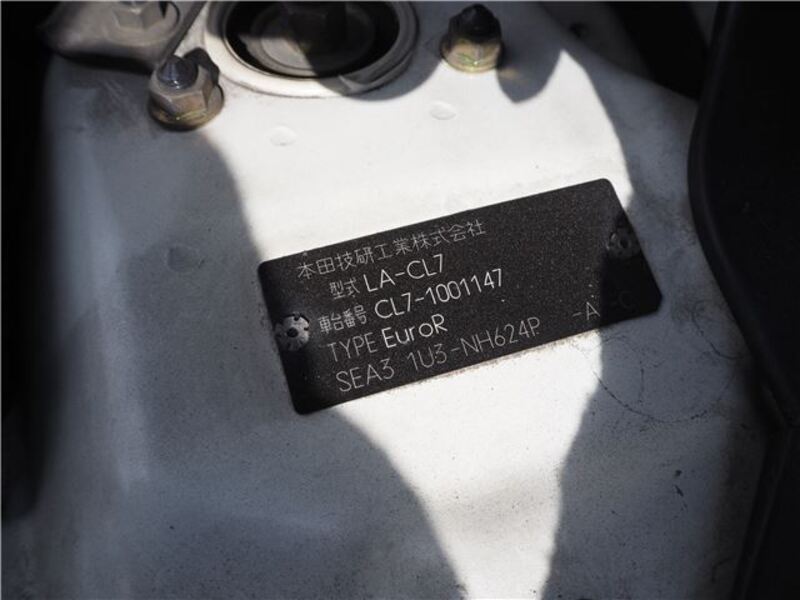 本田技研工業株式会社
型式 LA-CL7
車台番号 CL7-1001147
TYPE EuroR
SEA3 1U3-NH624P -A -C